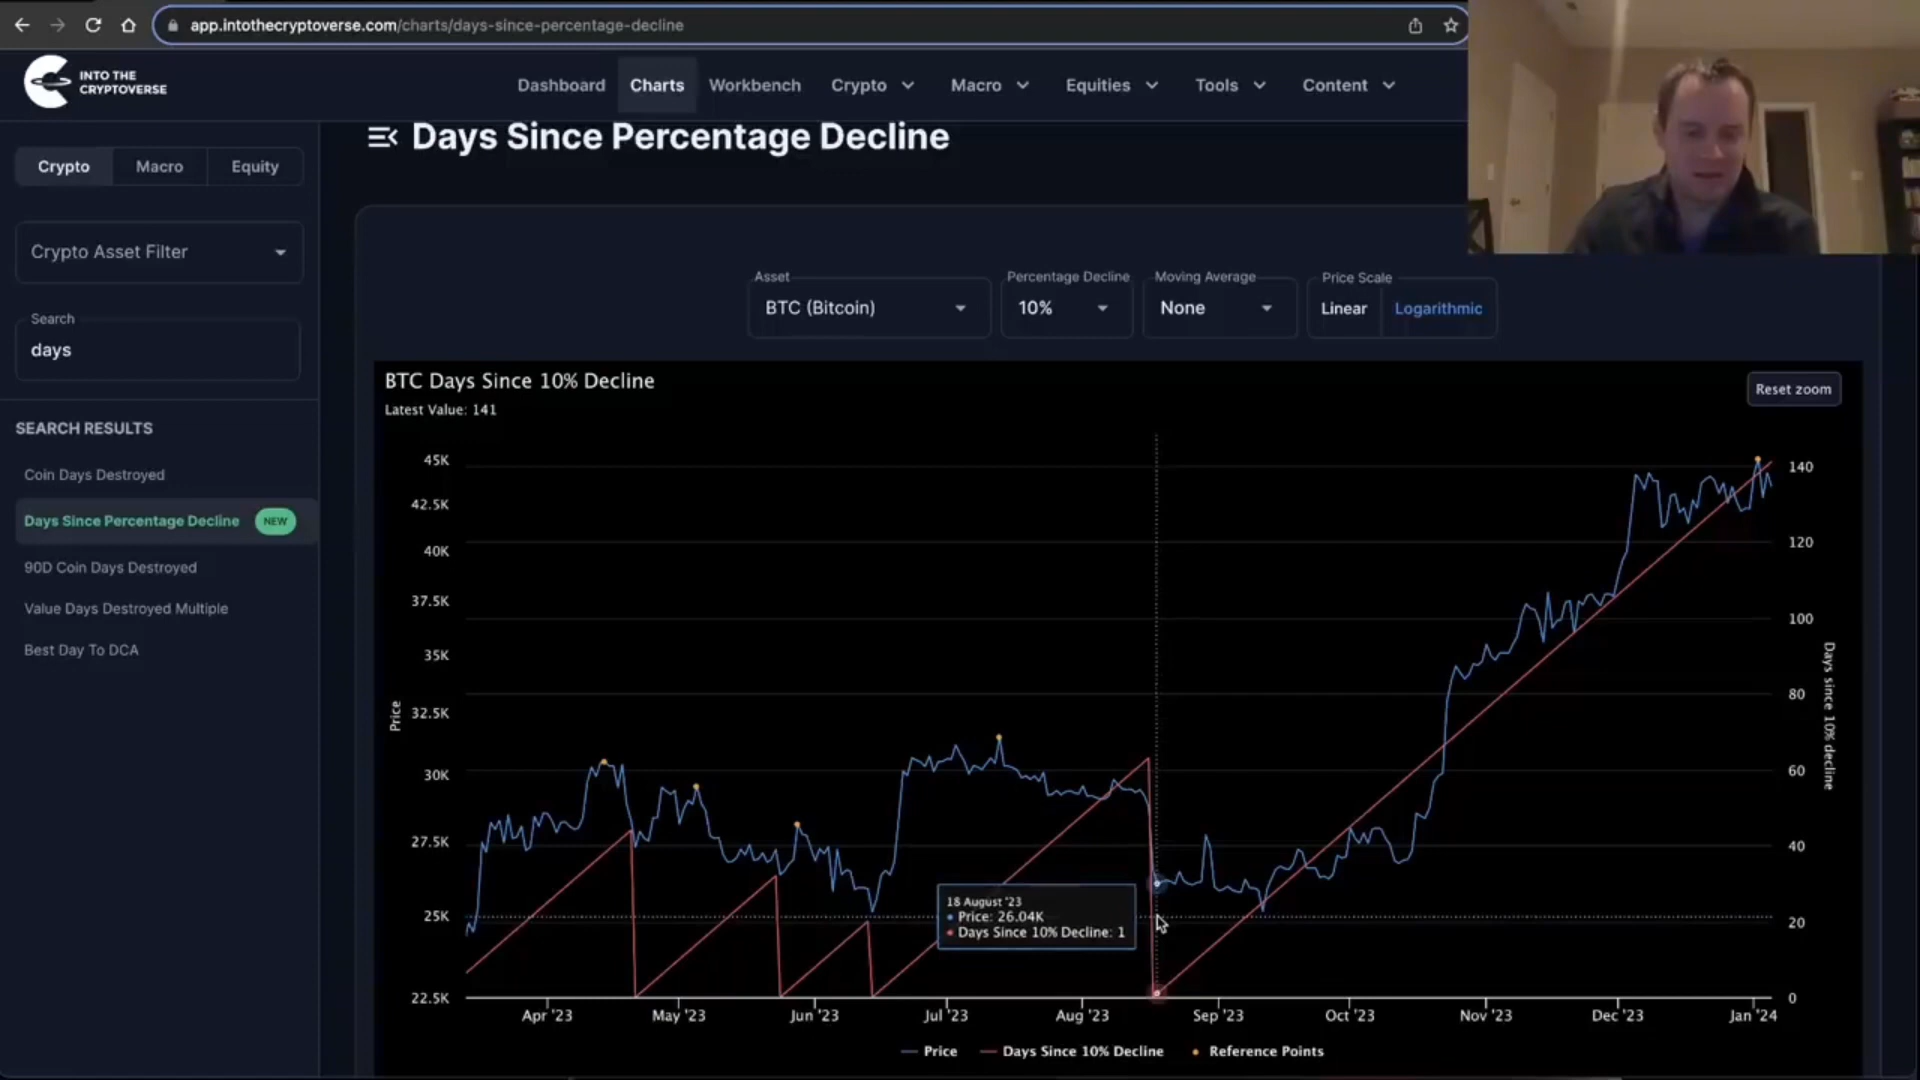 app.intothecryptoverse.com/charts/days-since-percentage-decline
INTO THE
CRYPTOVERSE
Dashboard Charts Workbench Crypto Macro Equities Tools Content
Days Since Percentage Decline
Crypto Macro Equity
Crypto Asset Filter
Search
days
SEARCH RESULTS
Coin Days Destroyed
Days Since Percentage Decline NEW
90D Coin Days Destroyed
Value Days Destroyed Multiple
Best Day To DCA
Asset Percentage Decline Moving Average Price Scale
BTC (Bitcoin) 10% None Linear Logarithmic
BTC Days Since 10% Decline
Latest Value: 141
Reset zoom
45K
42.5K
40K
37.5K
35K
32.5K
30K
27.5K
25K
22.5K
Price
140
120
100
80
60
40
20
0
Days since 10% decline
18 August '23
Price: 26.04K
Days Since 10% Decline: 1
Apr '23 May '23 Jun '23 Jul '23 Aug '23 Sep '23 Oct '23 Nov '23 Dec '23 Jan '24
Price Days Since 10% Decline Reference Points